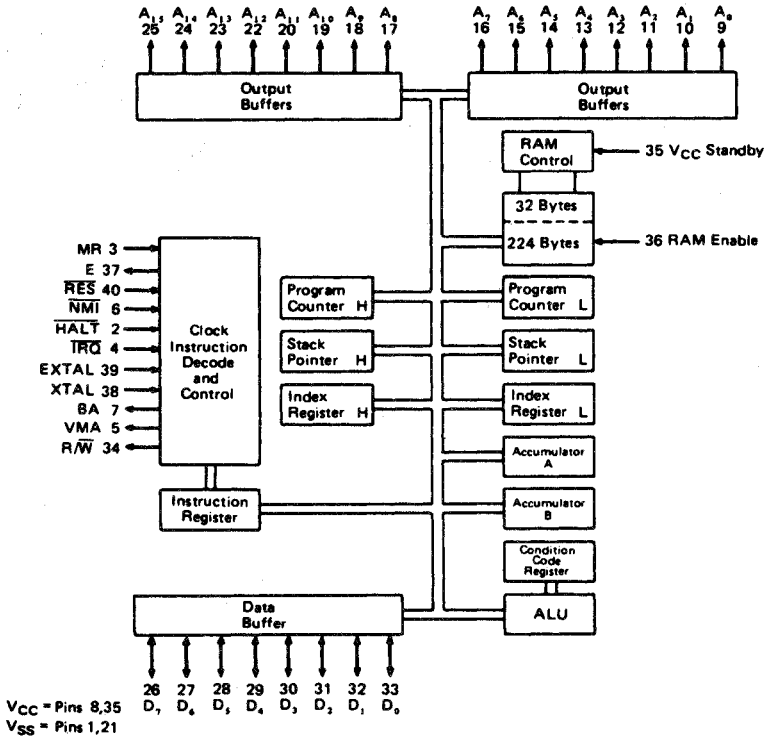 A₁₅ A₁₄ A₁₃ A₁₂ A₁₁ A₁₀ A₉ A₈
25 24 23 22 20 19 18 17
A₇ A₆ A₅ A₄ A₃ A₂ A₁ A₀
16 15 14 13 12 11 10 9
Output
Buffers
Output
Buffers
RAM
Control
35 VCC Standby
32 Bytes
224 Bytes
36 RAM Enable
MR 3
E 37
R̅E̅S̅ 40
N̅M̅I̅ 6
H̅A̅L̅T̅ 2
I̅R̅Q̅ 4
EXTAL 39
XTAL 38
BA 7
VMA 5
R/W̅ 34
Clock
Instruction
Decode
and
Control
Program
Counter H
Program
Counter L
Stack
Pointer H
Stack
Pointer L
Index
Register H
Index
Register L
Accumulator
A
Instruction
Register
Accumulator
B
Condition
Code
Register
ALU
Data
Buffer
26 27 28 29 30 31 32 33
D₇ D₆ D₅ D₄ D₃ D₂ D₁ D₀
VCC = Pins 8,35
VSS = Pins 1,21